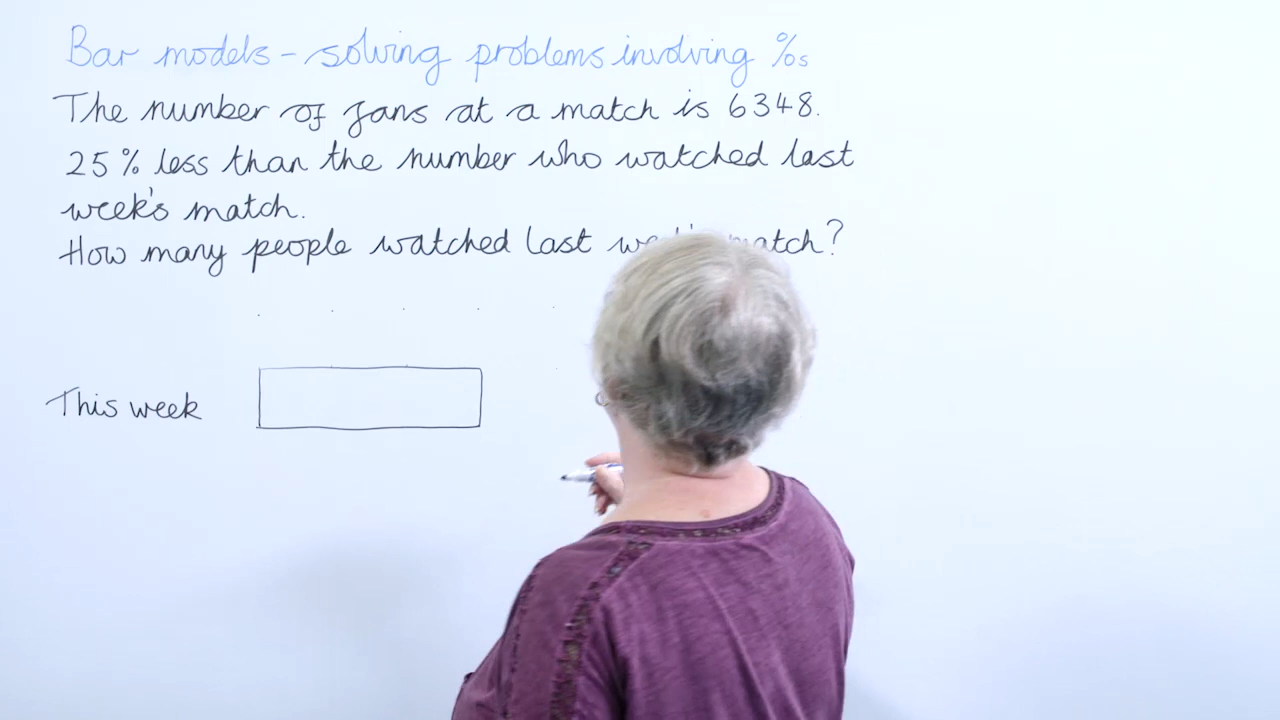 Bar models - solving problems involving %s
The number of fans at a match is 6348.
25% less than the number who watched last
week's match.
How many people watched last match?
This week